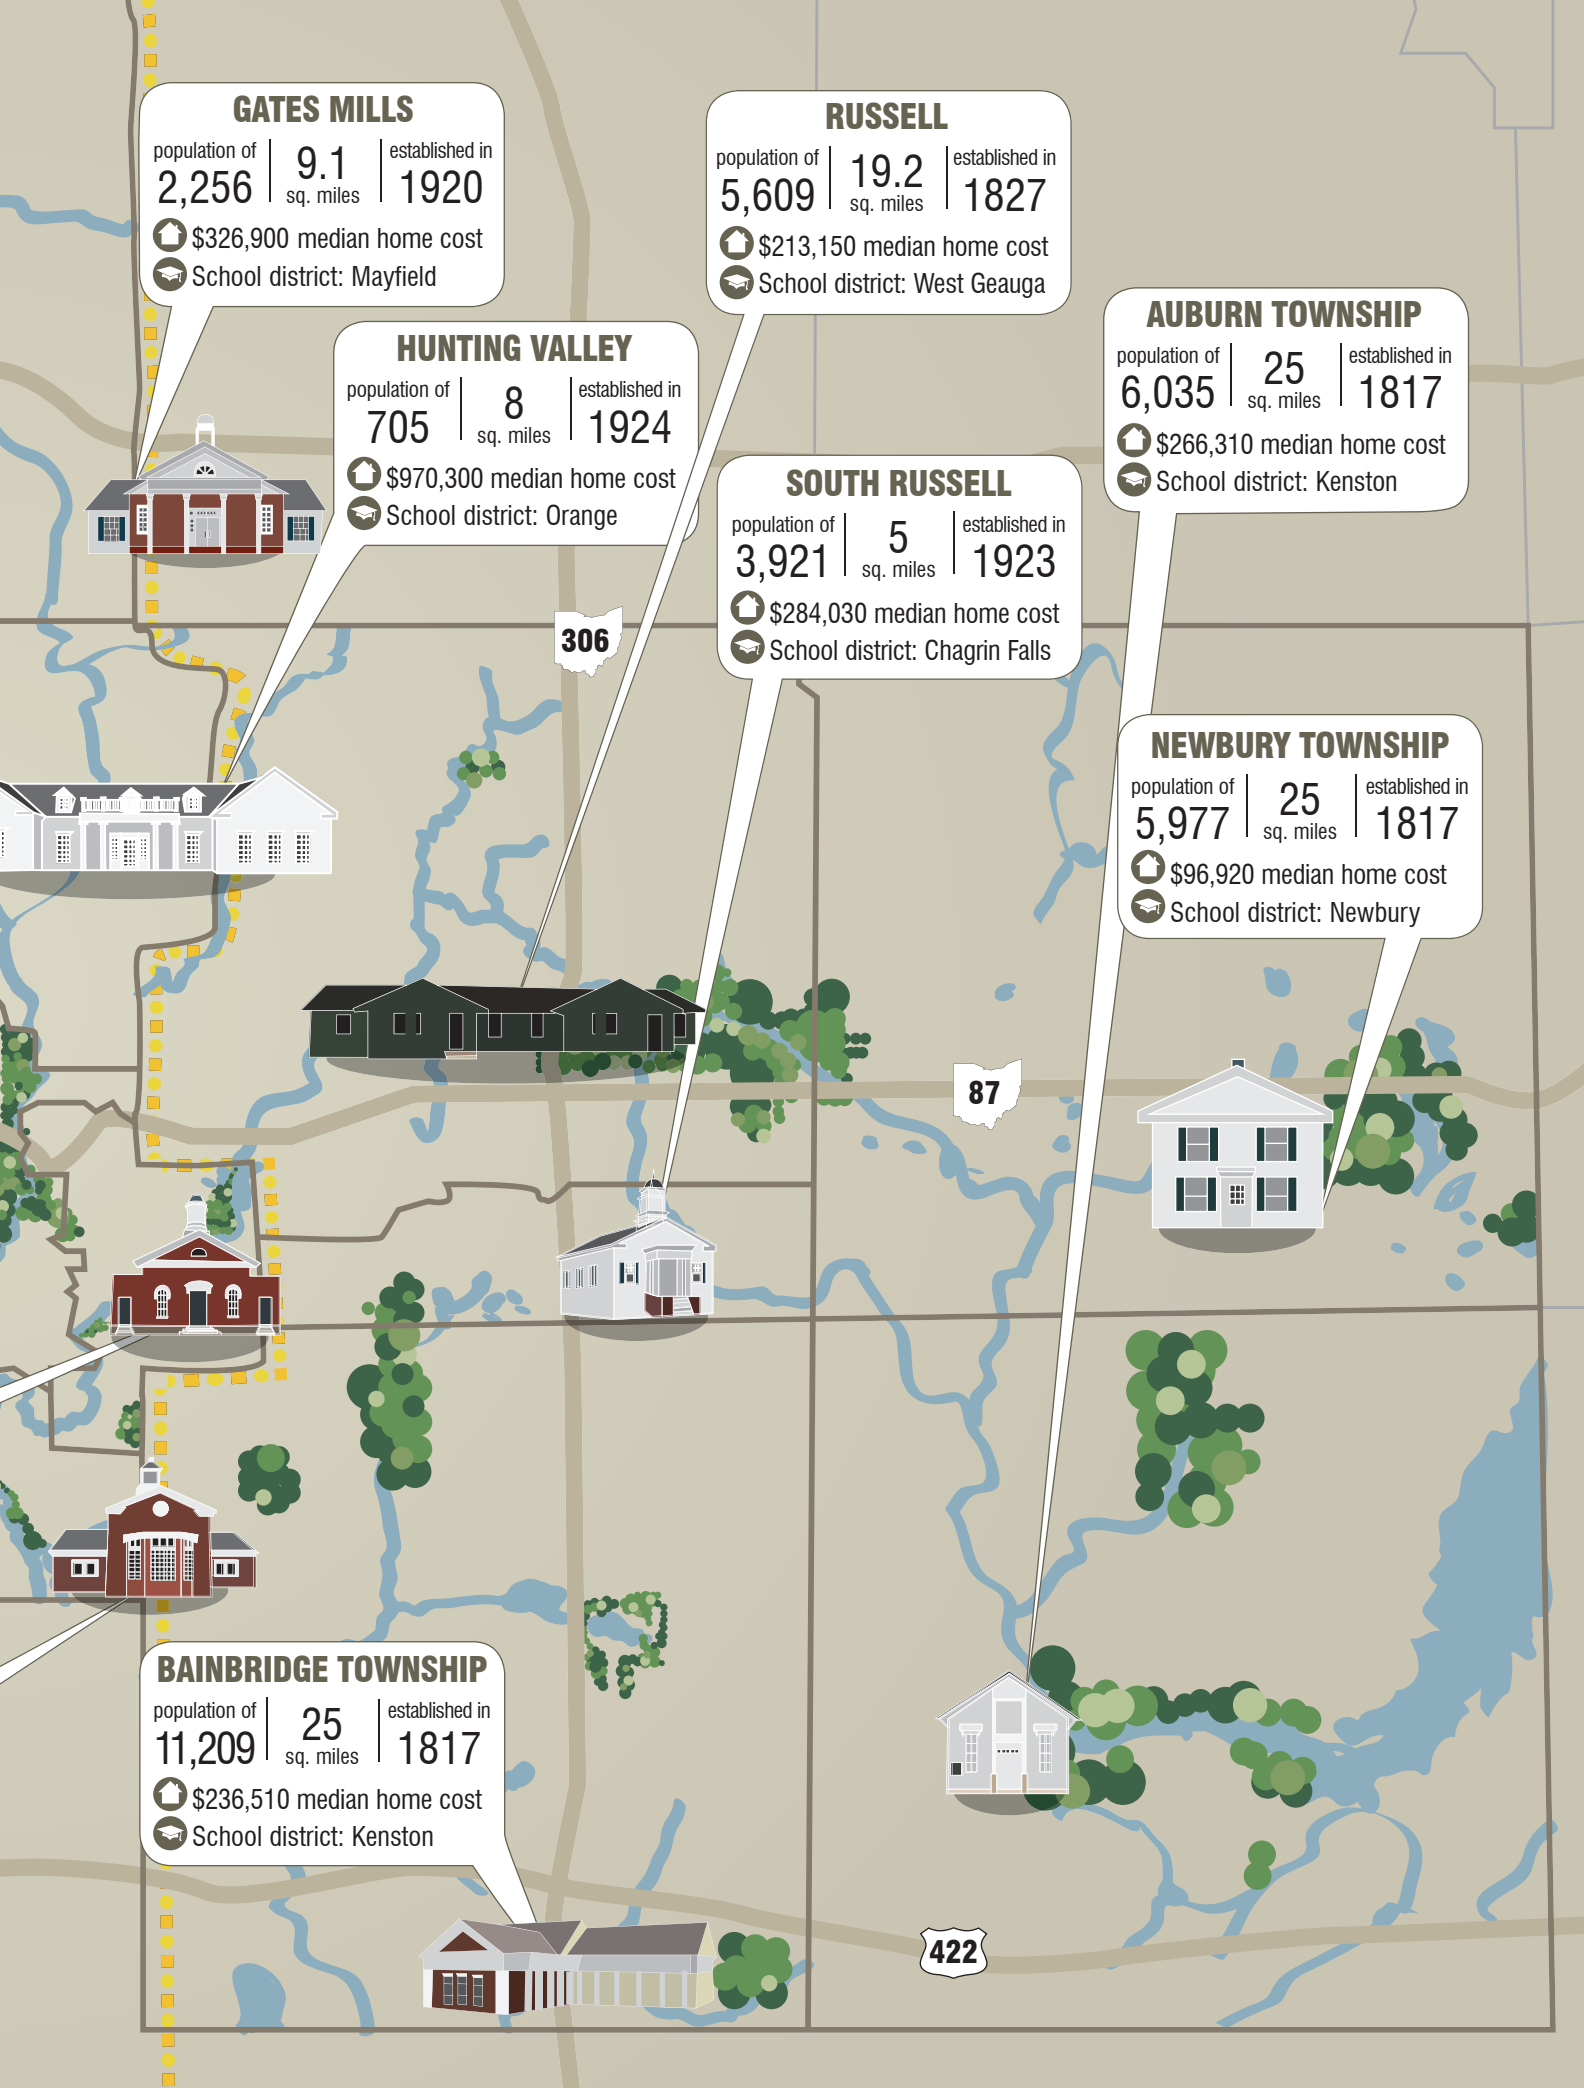 GATES MILLS
population of
2,256
9.1
sq. miles
established in
1920
$326,900 median home cost
School district: Mayfield
RUSSELL
population of
5,609
19.2
sq. miles
established in
1827
$213,150 median home cost
School district: West Geauga
HUNTING VALLEY
population of
705
8
sq. miles
established in
1924
$970,300 median home cost
School district: Orange
AUBURN TOWNSHIP
population of
6,035
25
sq. miles
established in
1817
$266,310 median home cost
School district: Kenston
SOUTH RUSSELL
population of
3,921
5
sq. miles
established in
1923
$284,030 median home cost
School district: Chagrin Falls
306
NEWBURY TOWNSHIP
population of
5,977
25
sq. miles
established in
1817
$96,920 median home cost
School district: Newbury
87
BAINBRIDGE TOWNSHIP
population of
11,209
25
sq. miles
established in
1817
$236,510 median home cost
School district: Kenston
422